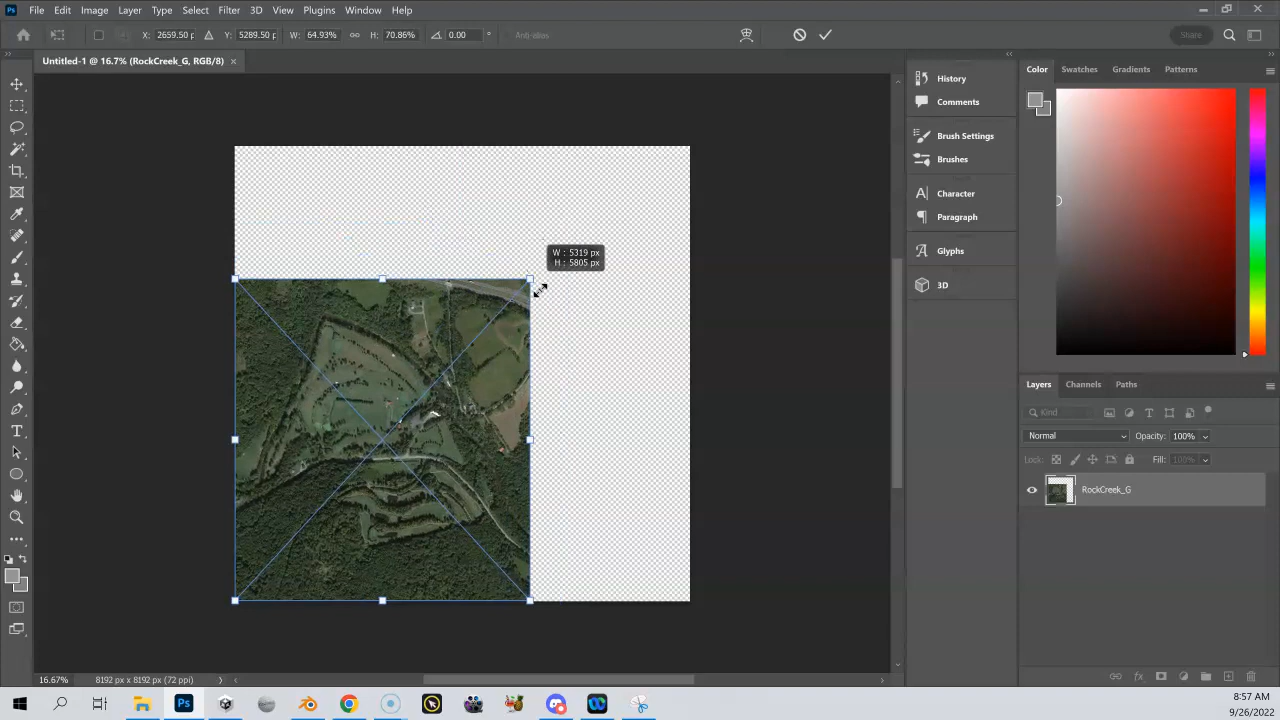 Ps File Edit Image Layer Type Select Filter 3D View Plugins Window Help
X: 2659.50 p Y: 5289.50 p W: 64.93% H: 70.86% 0.00 ° Anti-alias Share
Untitled-1 @ 16.7% (RockCreek_G, RGB/8) ×
History
Comments
Brush Settings
Brushes
Character
Paragraph
Glyphs
3D
Color Swatches Gradients Patterns
W : 5319 px
H : 5805 px
Layers Channels Paths
Kind
Normal Opacity: 100%
Lock: Fill: 100%
RockCreek_G
16.67% 8192 px x 8192 px (72 ppi)
Ps
8:57 AM
9/26/2022